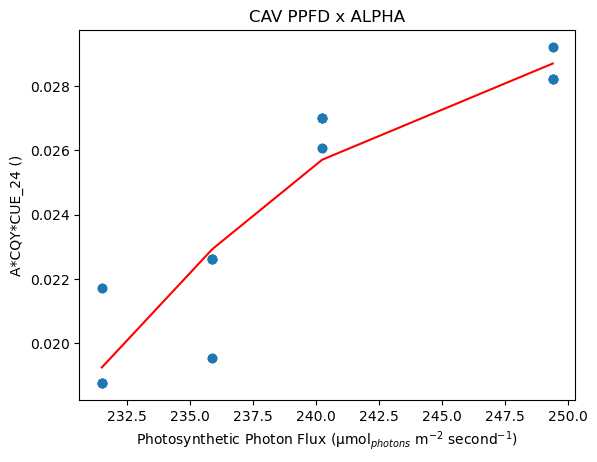 CAV PPFD x ALPHA
A*CQY*CUE_24 ()
0.028
0.026
0.024
0.022
0.020
232.5 235.0 237.5 240.0 242.5 245.0 247.5 250.0
Photosynthetic Photon Flux (μmol$_{photons}$ m$^{-2}$ second$^{-1}$)